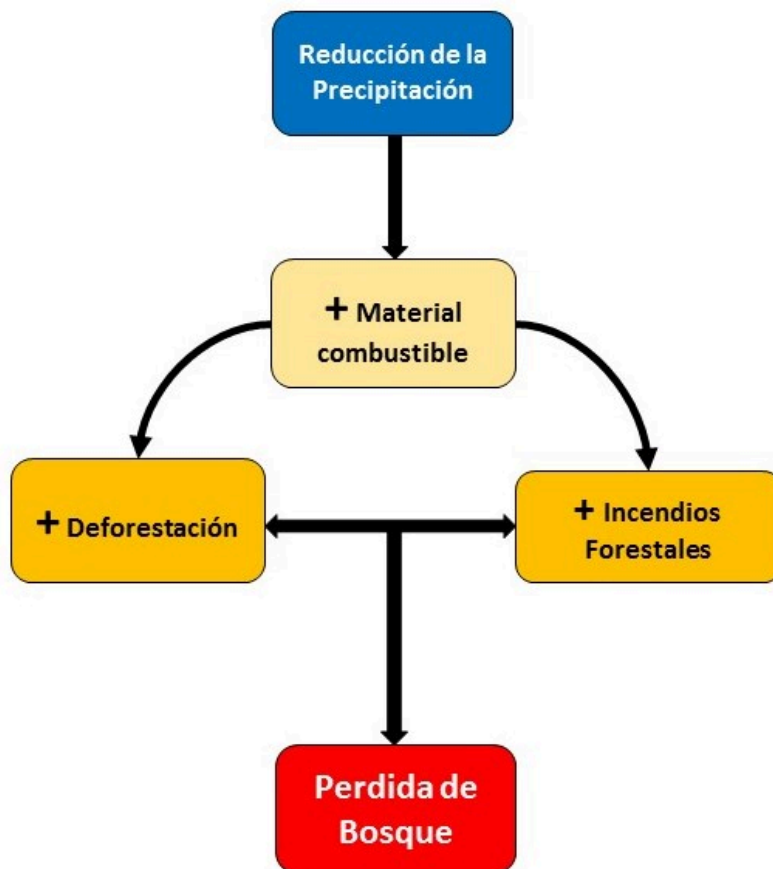 Reducción de la
Precipitación
+ Material
combustible
+ Deforestación
+ Incendios
Forestales
Perdida de
Bosque